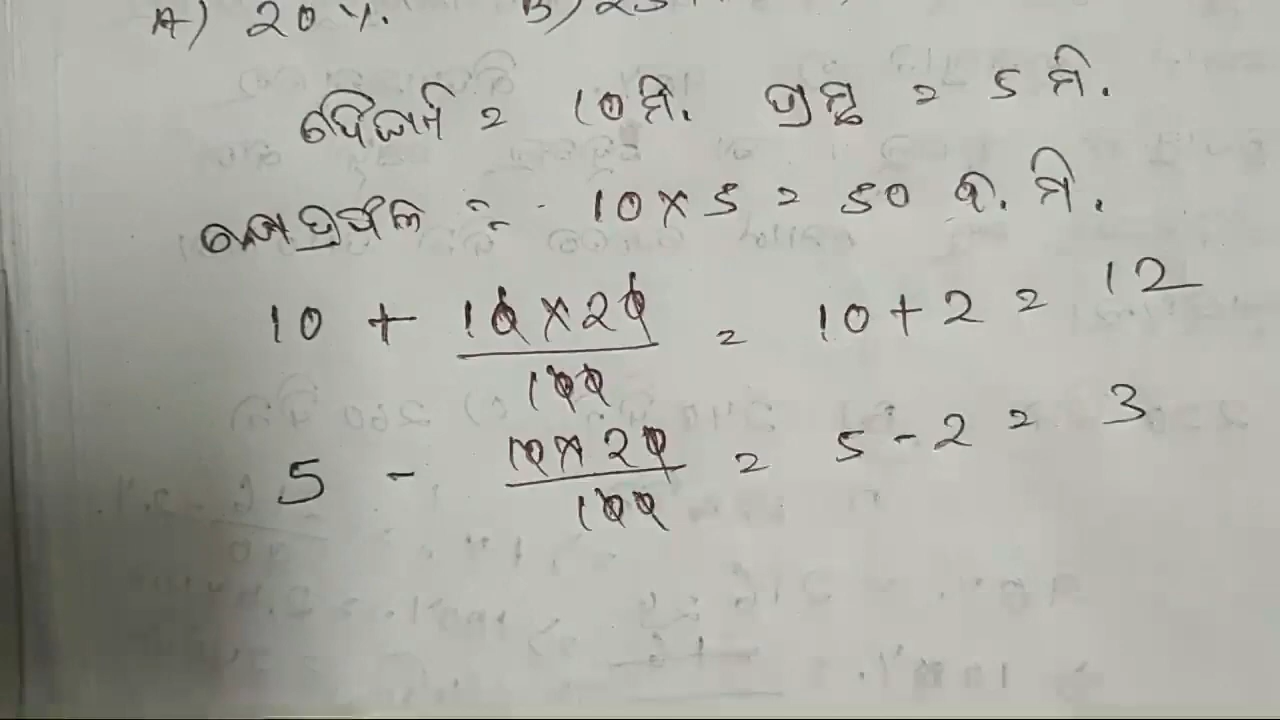 A) 20%. B) 25
ଦୈର୍ଘ୍ୟ = 10 ମି. ପ୍ରସ୍ଥ = 5 ମି.
କ୍ଷେତ୍ରଫଳ = 10 × 5 = 50 ବ. ମି.
10 + 10 × 20 / 100 = 10 + 2 = 12
5 - 10 × 20 / 100 = 5 - 2 = 3